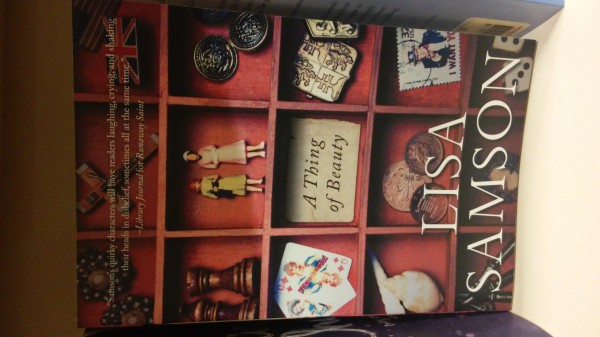 "Samson's quirky characters will have readers laughing, crying, and shaking
their heads in disbelief, sometimes all at the same time."
–Library Journal for Runaway Saint
A Thing
of Beauty
LISA
SAMSON